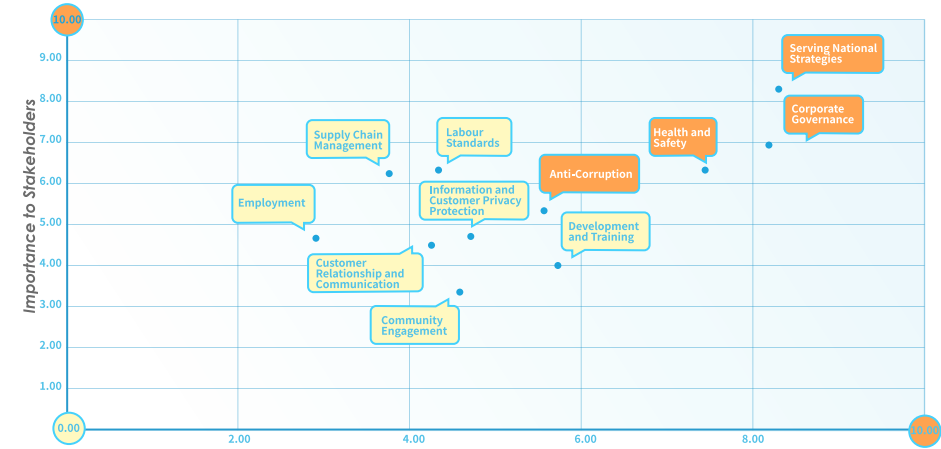 10.00
9.00
8.00
7.00
6.00
5.00
4.00
3.00
2.00
1.00
0.00
Importance to Stakeholders
Serving National
Strategies
Corporate
Governance
Supply Chain
Management
Labour
Standards
Health and
Safety
Anti-Corruption
Information and
Customer Privacy
Protection
Employment
Development
and Training
Customer
Relationship and
Communication
Community
Engagement
2.00
4.00
6.00
8.00
10.00